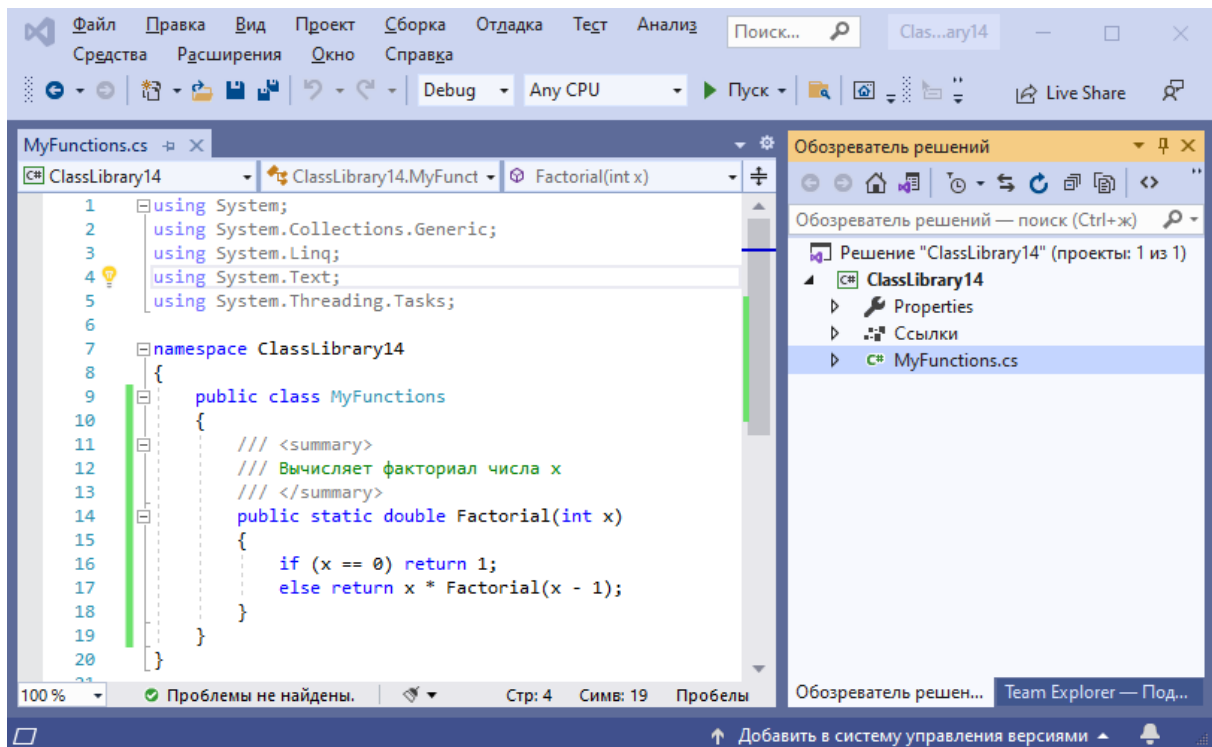 Файл Правка Вид Проект Сборка Отладка Тест Анализ Поиск... Clas...ary14
Средства Расширения Окно Справка
Debug Any CPU Пуск Live Share
MyFunctions.cs
ClassLibrary14 ClassLibrary14.MyFunct Factorial(int x)
1 using System;
2 using System.Collections.Generic;
3 using System.Linq;
4 using System.Text;
5 using System.Threading.Tasks;
6
7 namespace ClassLibrary14
8 {
9 public class MyFunctions
10 {
11 /// <summary>
12 /// Вычисляет факториал числа x
13 /// </summary>
14 public static double Factorial(int x)
15 {
16 if (x == 0) return 1;
17 else return x * Factorial(x - 1);
18 }
19 }
20 }
100 % Проблемы не найдены. Стр: 4 Симв: 19 Пробелы
Обозреватель решений
Обозреватель решений — поиск (Ctrl+ж)
Решение "ClassLibrary14" (проекты: 1 из 1)
C# ClassLibrary14
Properties
Ссылки
C# MyFunctions.cs
Обозреватель решен... Team Explorer — Под...
Добавить в систему управления версиями